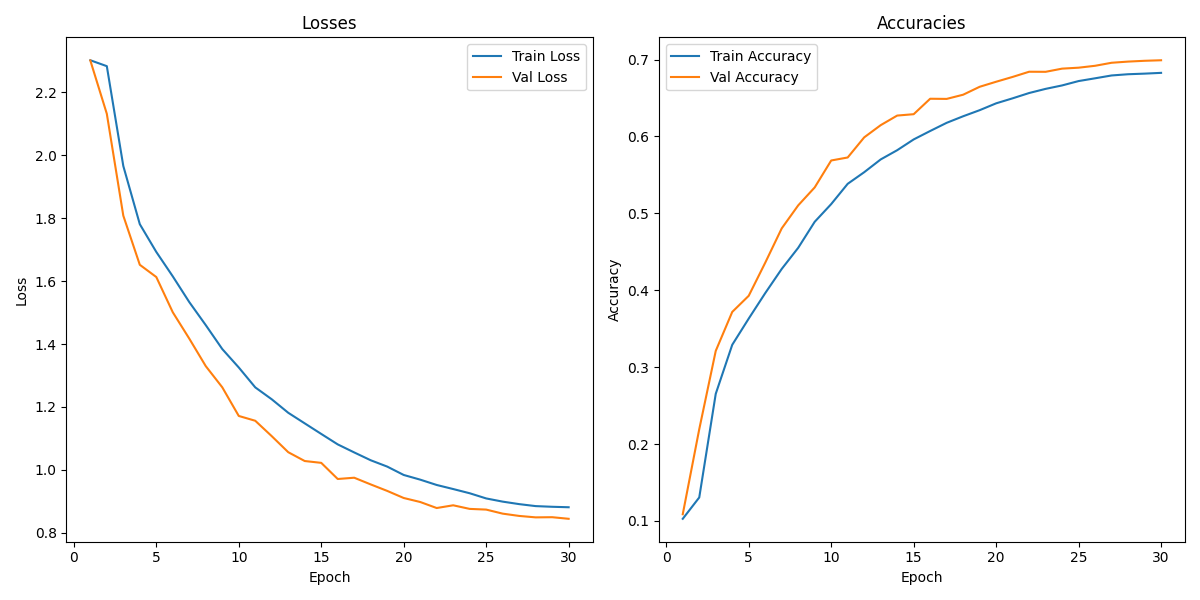 Losses
Train Loss
Val Loss
2.2
2.0
1.8
1.6
1.4
1.2
1.0
0.8
Loss
0 5 10 15 20 25 30
Epoch
Accuracies
Train Accuracy
Val Accuracy
0.7
0.6
0.5
0.4
0.3
0.2
0.1
Accuracy
0 5 10 15 20 25 30
Epoch